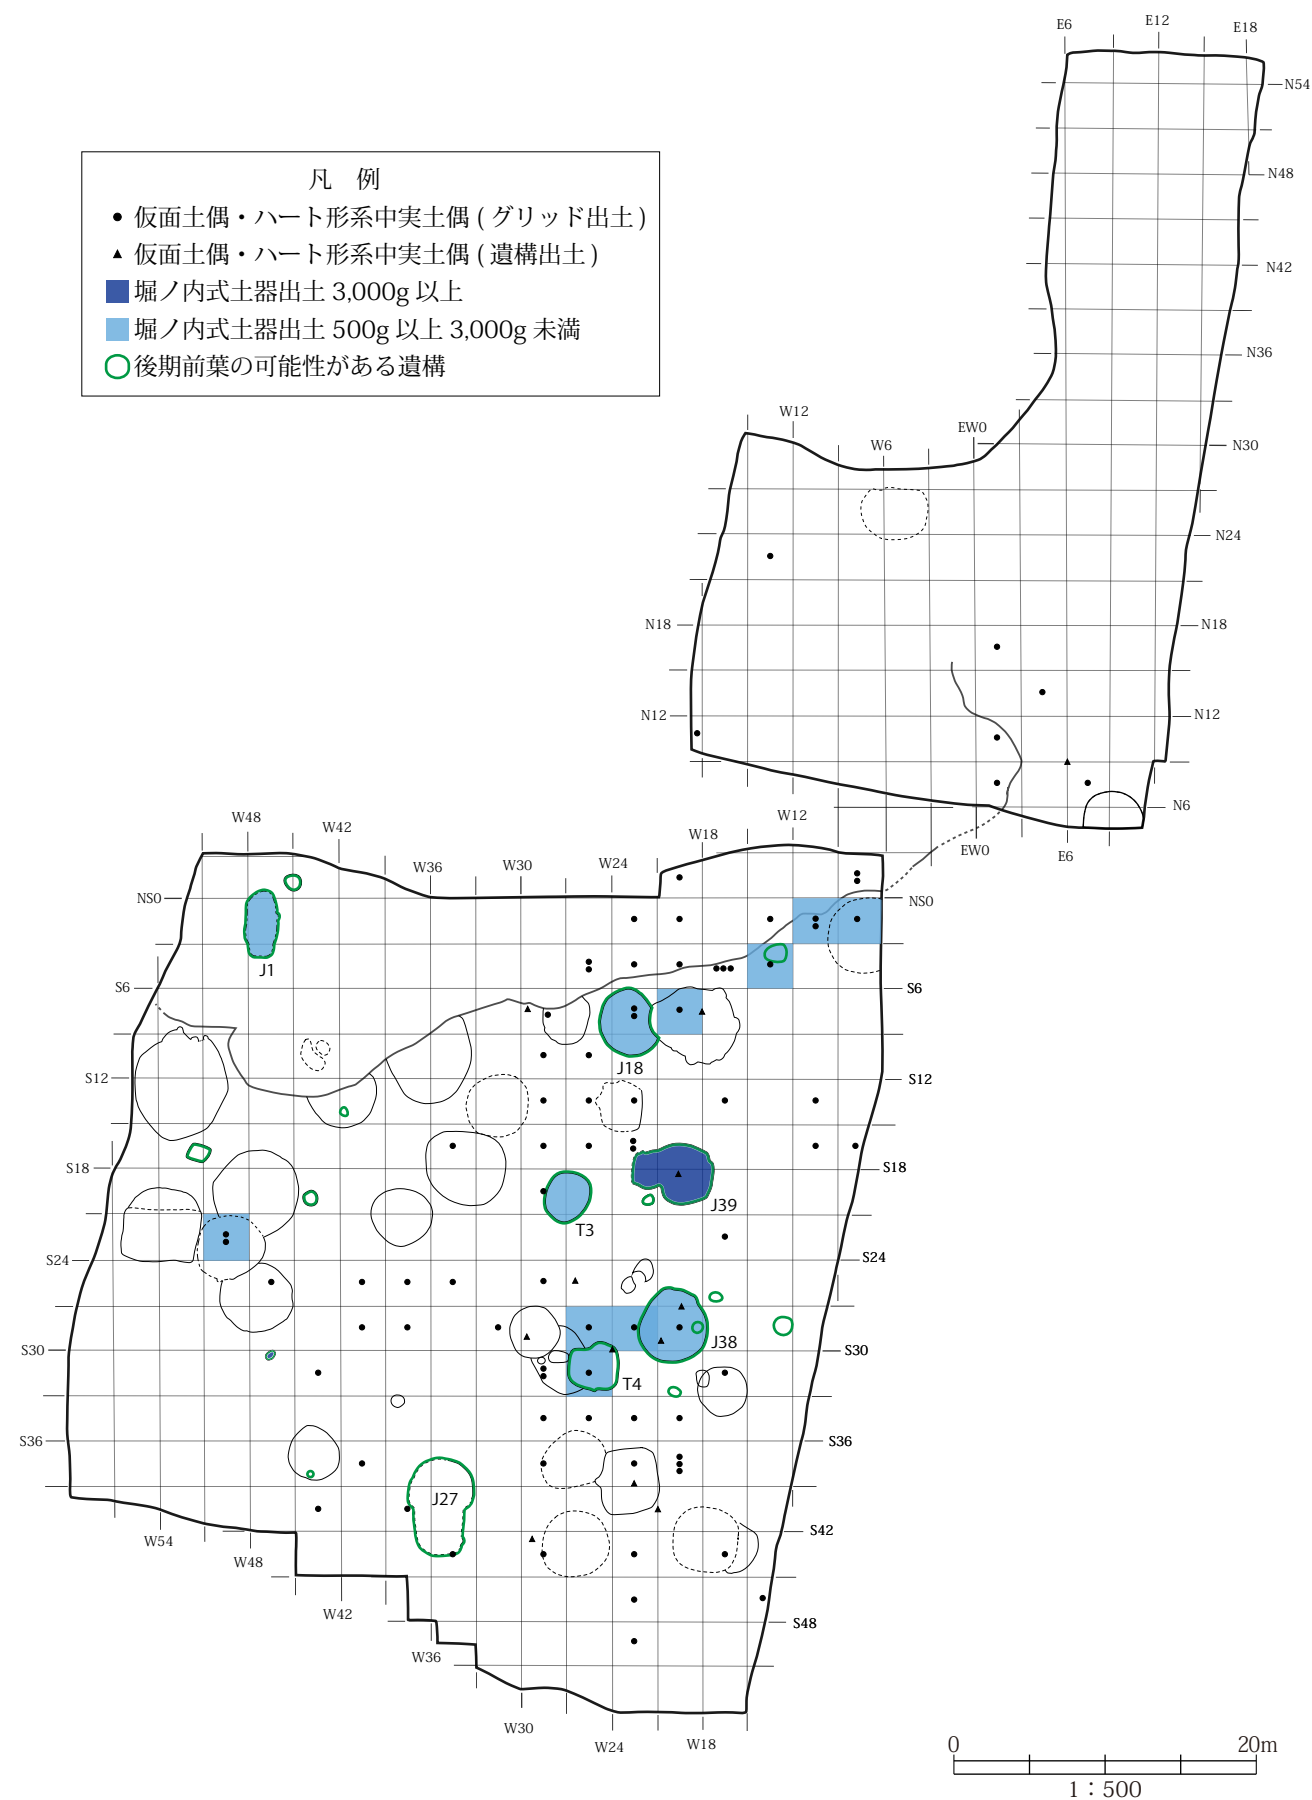 E6 E12 E18
N54
凡　例
仮面土偶・ハート形系中実土偶 ( グリッド出土 )
仮面土偶・ハート形系中実土偶 ( 遺構出土 )
堀ノ内式土器出土 3,000g 以上
堀ノ内式土器出土 500g 以上 3,000g 未満
後期前葉の可能性がある遺構
N48
N42
N36
W12
EW0
W6
N30
N24
N18 N18
N12 N12
N6
EW0
E6
W48 W42 W36 W30 W24 W18 W12
NS0 NS0
J1
S6 S6
J18
S12 S12
S18 S18
J39
T3
S24 S24
J38
S30 S30
T4
S36 S36
J27
W54
S42
W48
W42
S48
W36
W30
W24 W18
0 20m
1：500